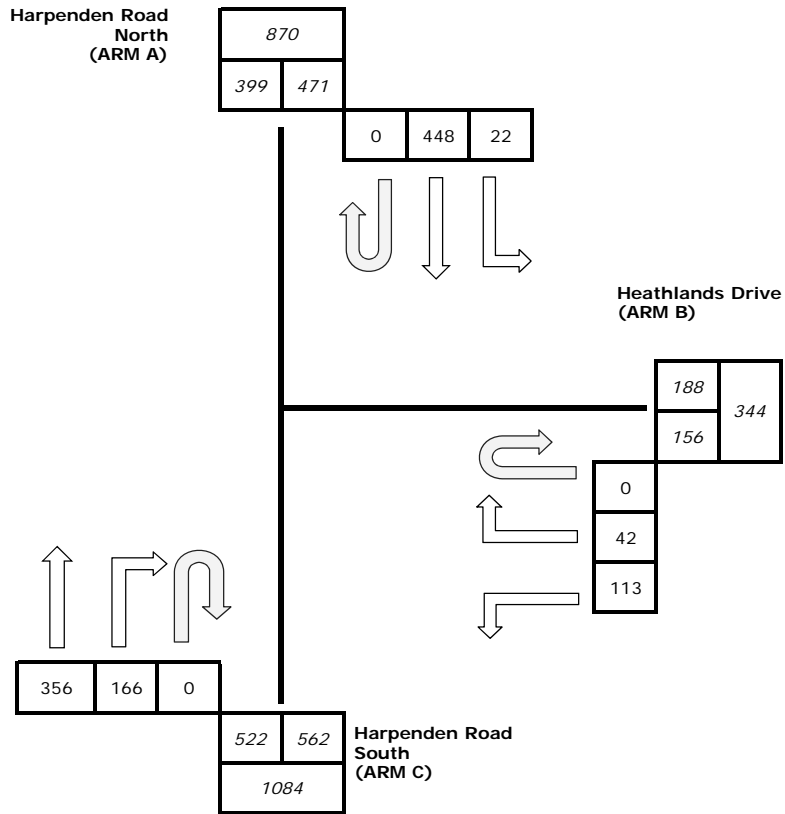 Harpenden Road
North
(ARM A)
870
399 471
0 448 22
Heathlands Drive
(ARM B)
188
344
156
0
42
113
356 166 0
522 562
1084
Harpenden Road
South
(ARM C)